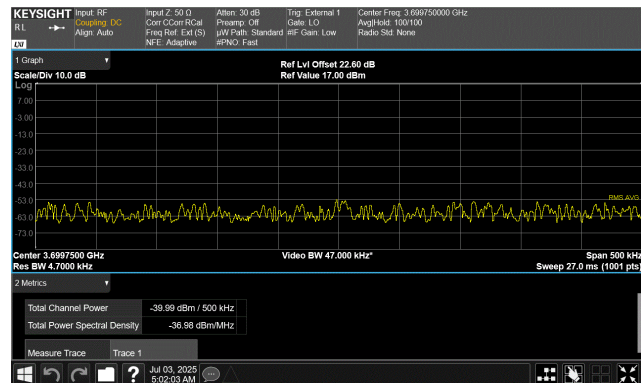 KEYSIGHT Input: RF Input Z: 50 Ω Atten: 30 dB Trig: External 1 Center Freq: 3.699750000 GHz
RL Coupling: DC Corr CCorr RCal Preamp: Off Gate: LO Avg|Hold: 100/100
Align: Auto Freq Ref: Ext (S) µW Path: Standard #IF Gain: Low Radio Std: None
LXI NFE: Adaptive #PNO: Fast
1 Graph
Scale/Div 10.0 dB Ref Lvl Offset 22.60 dB
Ref Value 17.00 dBm
Log
7.00
-3.00
-13.0
-23.0
-33.0
-43.0
-53.0 RMS AVG
-63.0
-73.0
Center 3.6997500 GHz Video BW 47.000 kHz* Span 500 kHz
Res BW 4.7000 kHz Sweep 27.0 ms (1001 pts)
2 Metrics
Total Channel Power -39.99 dBm / 500 kHz
Total Power Spectral Density -36.98 dBm/MHz
Measure Trace Trace 1
? Jul 03, 2025
5:02:03 AM